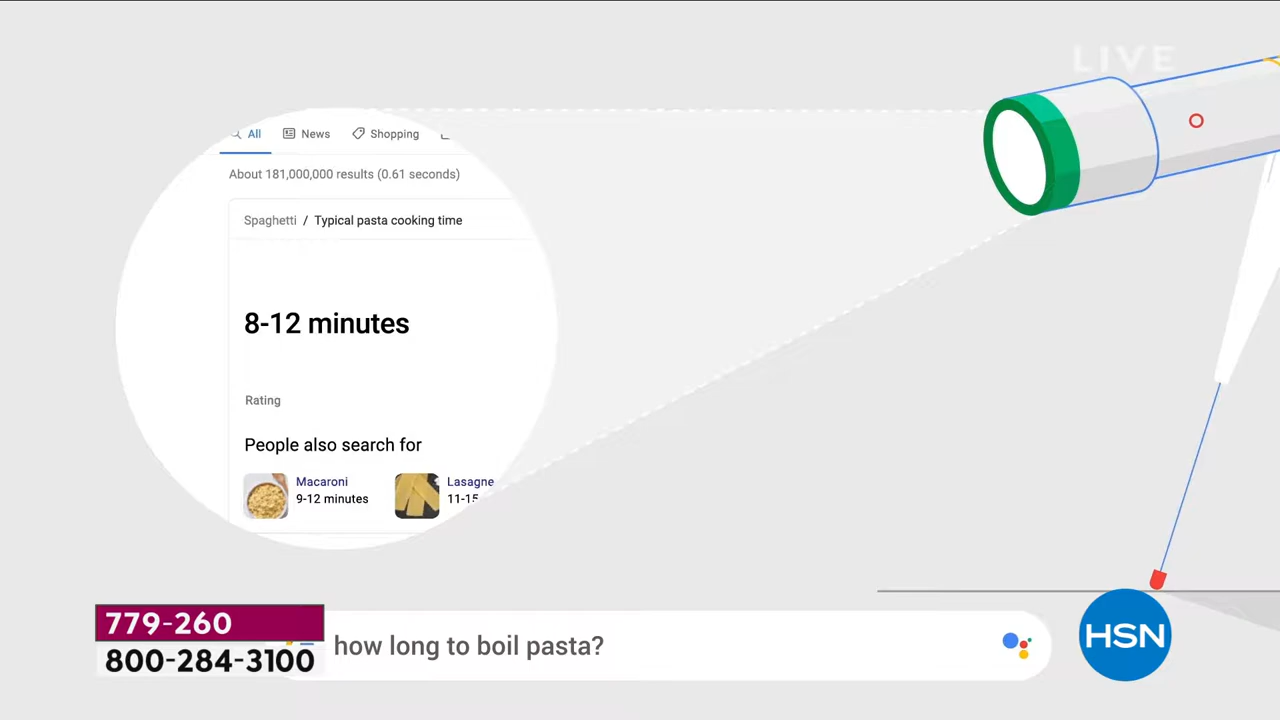 LIVE
All News Shopping
About 181,000,000 results (0.61 seconds)
Spaghetti / Typical pasta cooking time
8-12 minutes
Rating
People also search for
Macaroni
9-12 minutes
Lasagne
11-15
779-260
800-284-3100
how long to boil pasta?
HSN